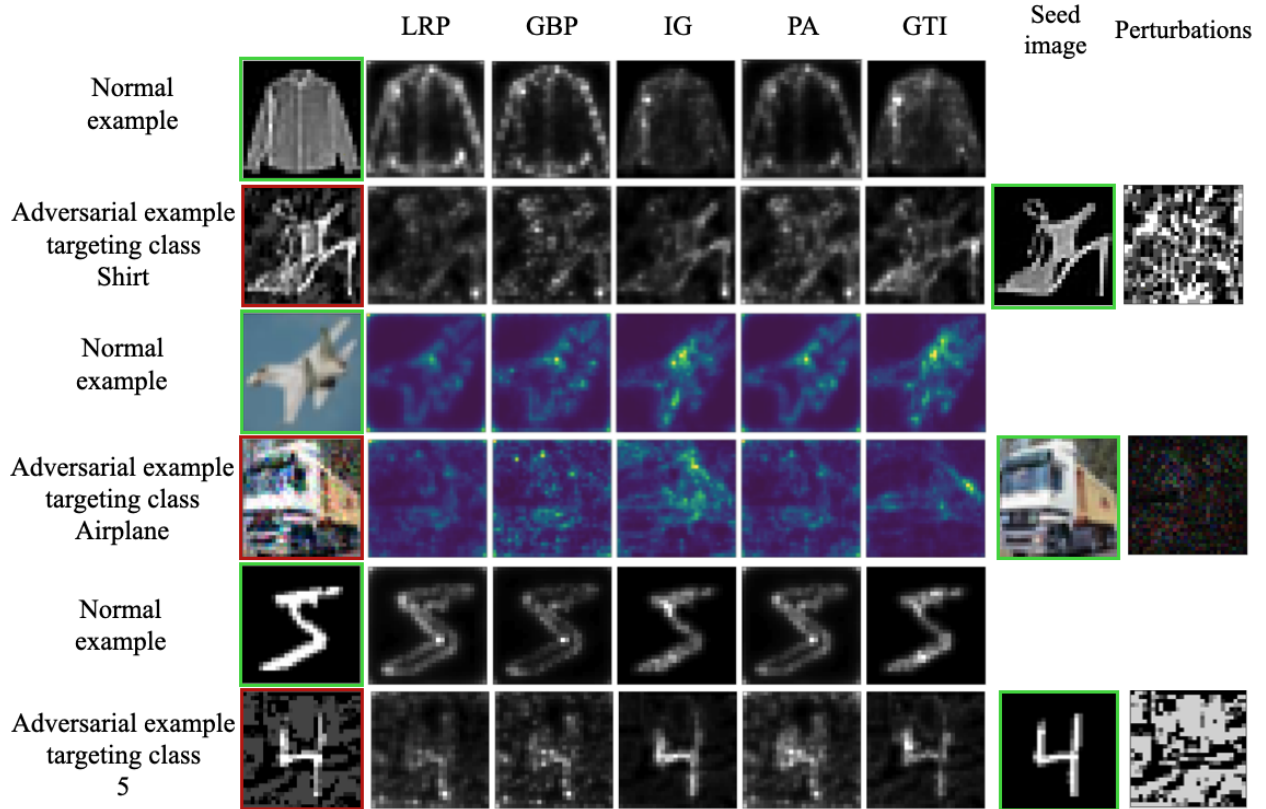 LRP GBP IG PA GTI Seed image Perturbations
Normal
example
Adversarial example
targeting class
Shirt
Normal
example
Adversarial example
targeting class
Airplane
Normal
example
Adversarial example
targeting class
5